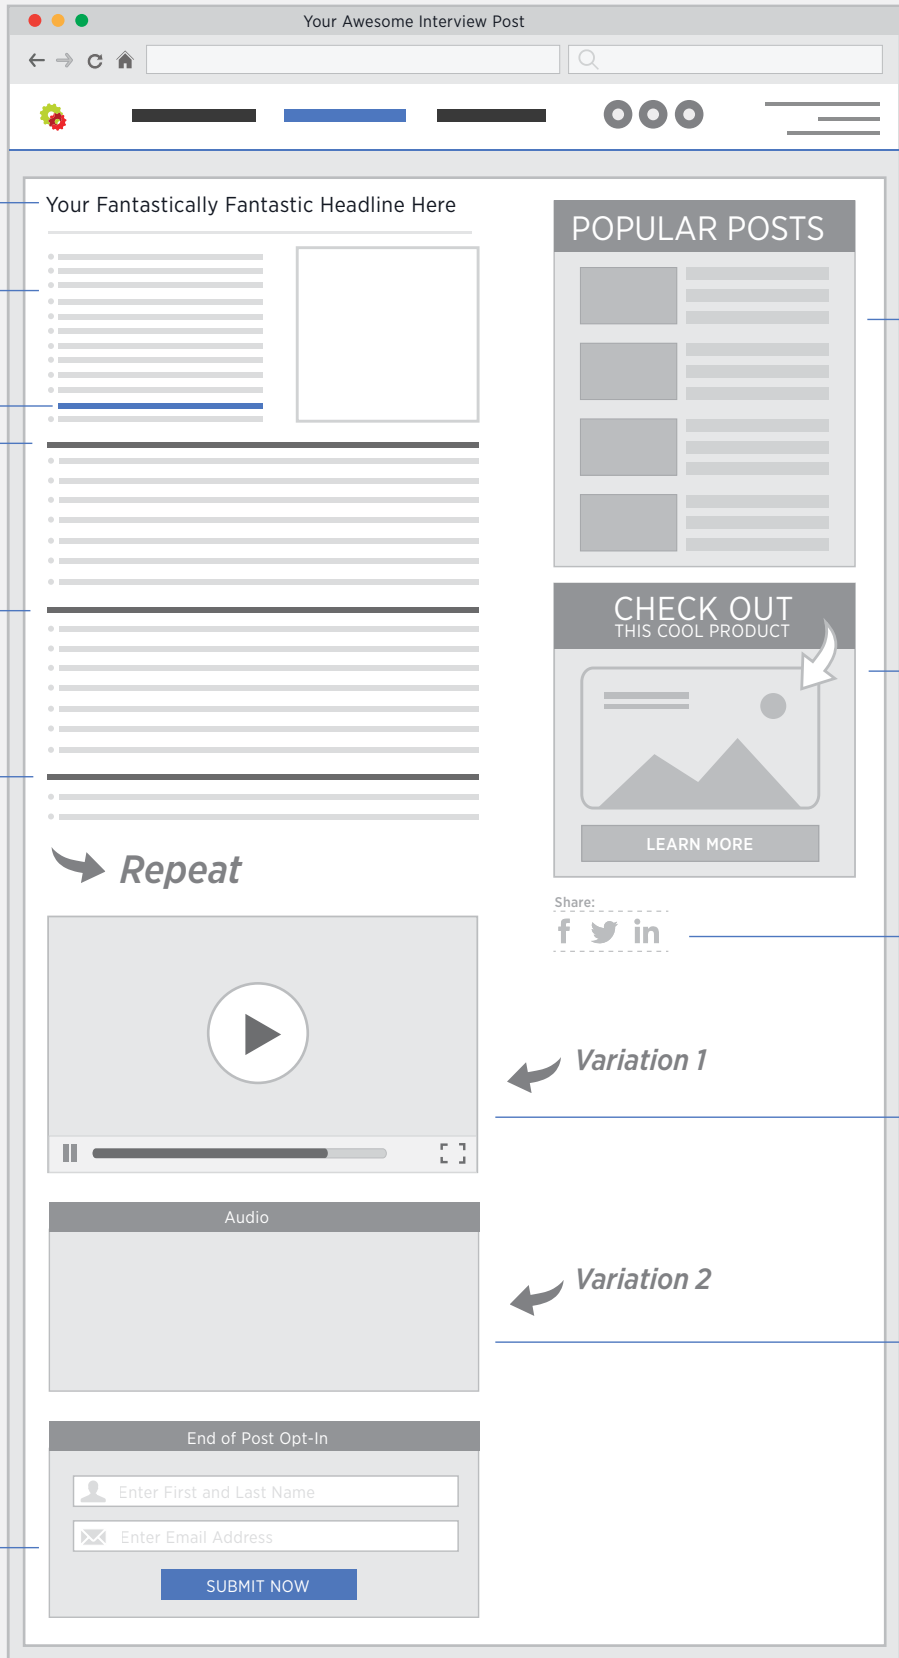 Your Awesome Interview Post
Your Fantastically Fantastic Headline Here
POPULAR POSTS
CHECK OUT
THIS COOL PRODUCT
LEARN MORE
Repeat
Share:
f in
Variation 1
Audio
Variation 2
End of Post Opt-In
Enter First and Last Name
Enter Email Address
SUBMIT NOW